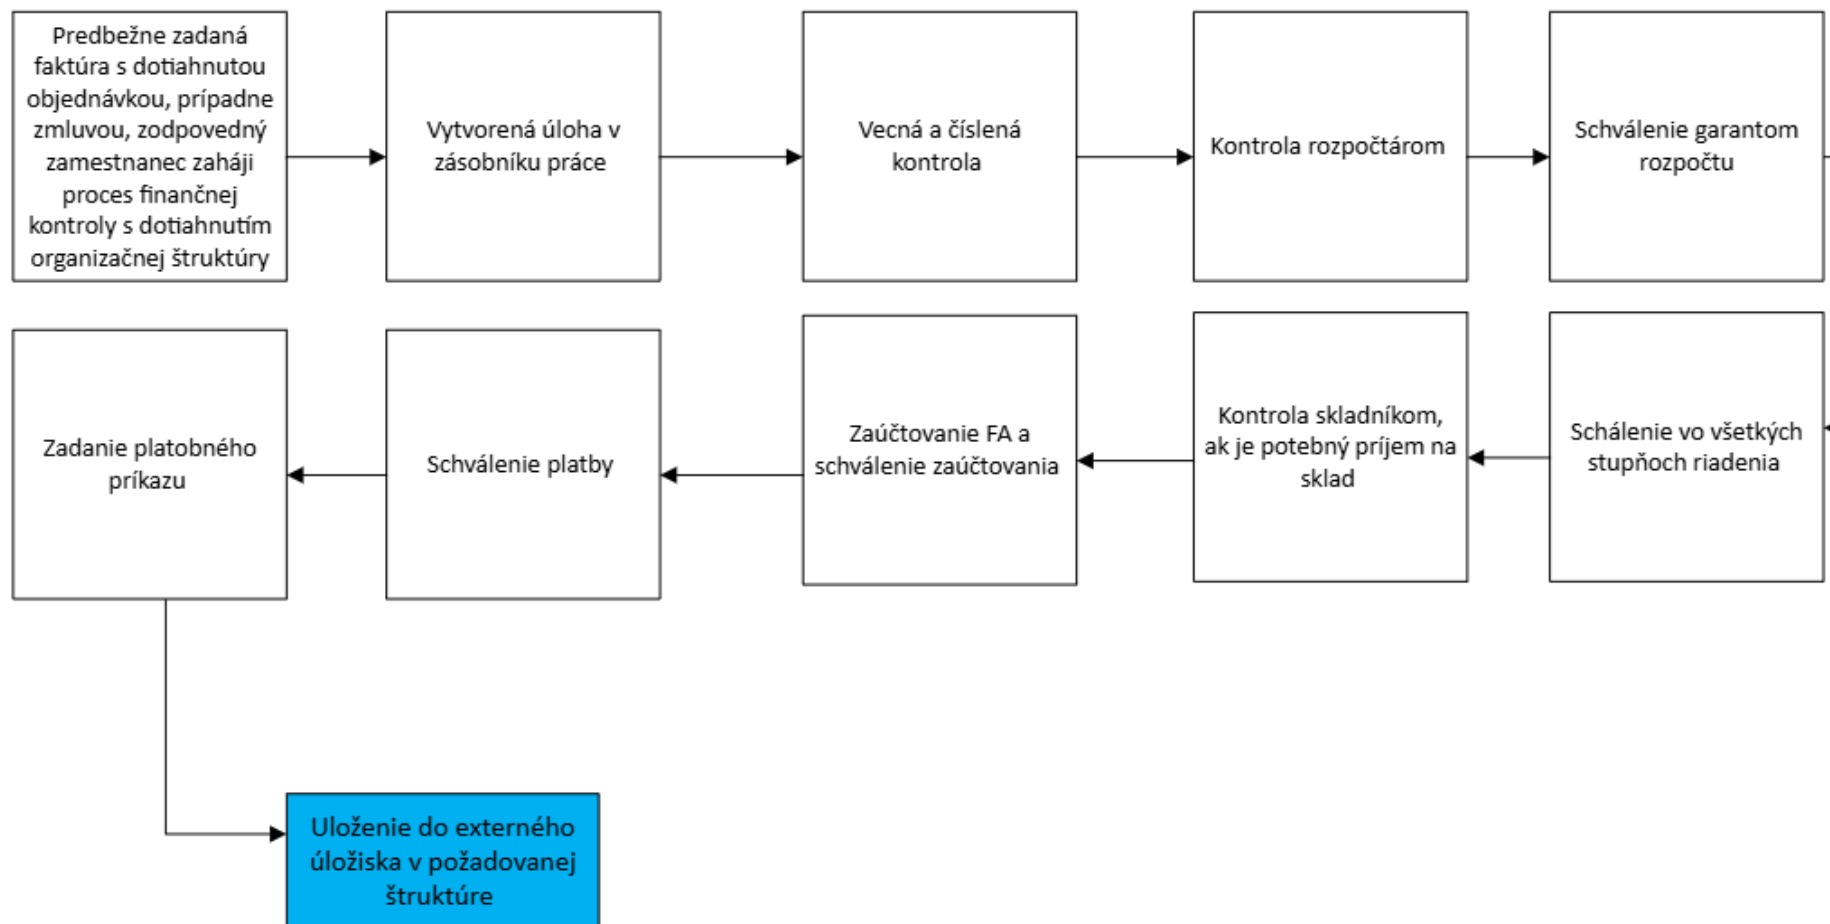 Predbežne zadaná
faktúra s dotiahnutou
objednávkou, prípadne
zmluvou, zodpovedný
zamestnanec zaháji
proces finančnej
kontroly s dotiahnutím
organizačnej štruktúry
Vytvorená úloha v
zásobníku práce
Vecná a číslená
kontrola
Kontrola rozpočtárom
Schválenie garantom
rozpočtu
Schálenie vo všetkých
stupňoch riadenia
Kontrola skladníkom,
ak je potebný príjem na
sklad
Zaúčtovanie FA a
schválenie zaúčtovania
Schválenie platby
Zadanie platobného
príkazu
Uloženie do externého
úložiska v požadovanej
štruktúre